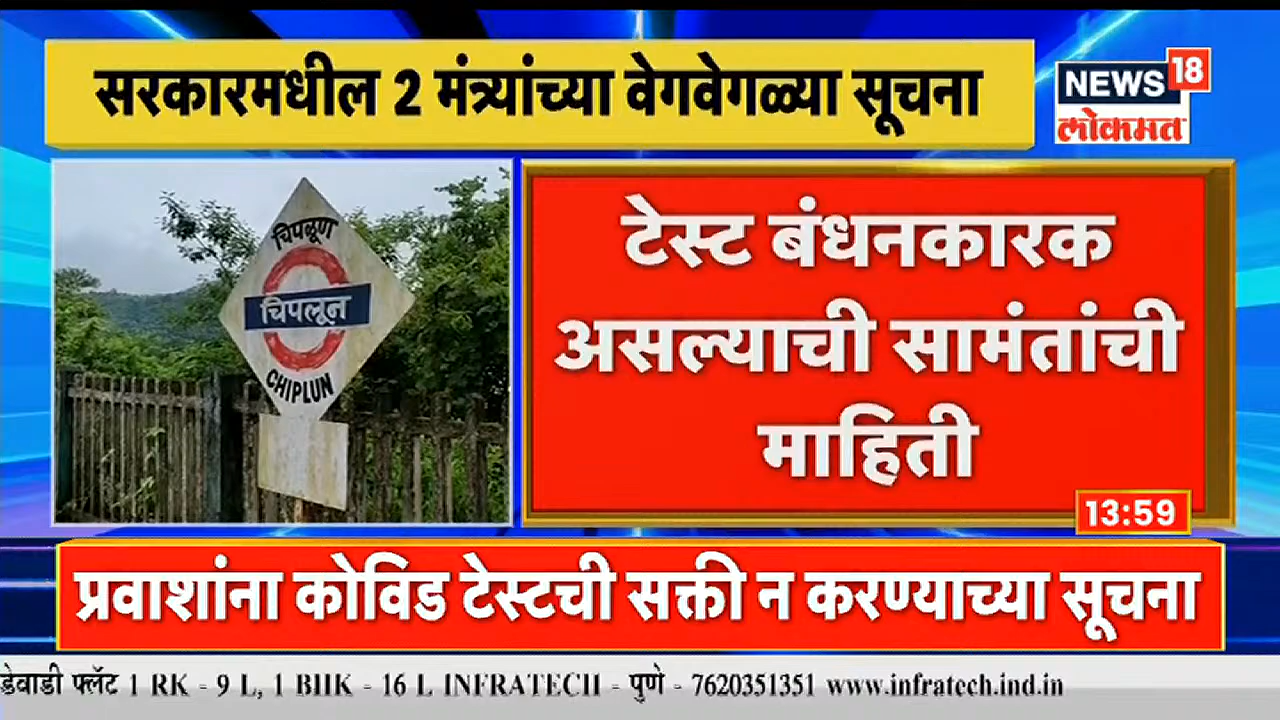 सरकारमधील 2 मंत्र्यांच्या वेगवेगळ्या सूचना
NEWS 18
लोकमत
चिपळूण
चिपलून
CHIPLUN
टेस्ट बंधनकारक
असल्याची सामंतांची
माहिती
13:59
प्रवाशांना कोविड टेस्टची सक्ती न करण्याच्या सूचना
डेवाडी फ्लॅट 1 RK - 9 L, 1 BHK - 16 L INFRATECH - पुणे - 7620351351 www.infratech.ind.in